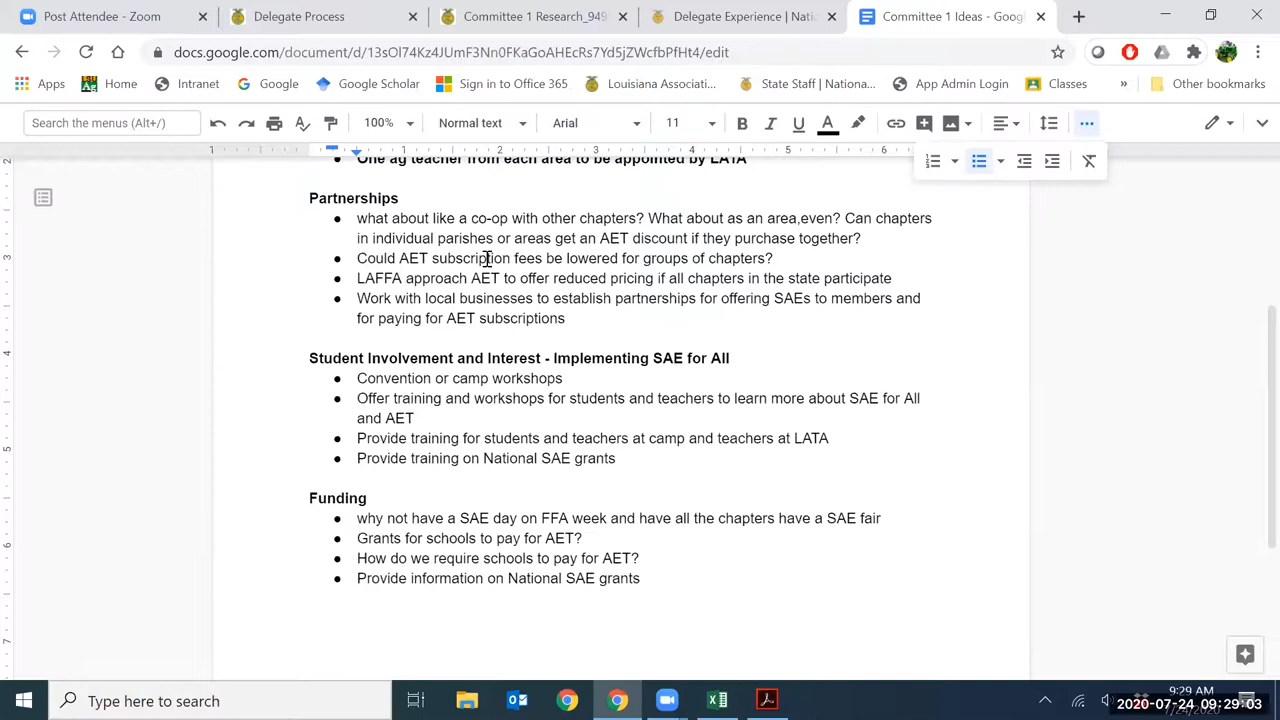 Post Attendee - Zoom
Delegate Process
Committee 1 Research_949
Delegate Experience | Natio
Committee 1 Ideas - Goog
docs.google.com/document/d/13sOl74Kz4JUmF3Nn0FKaGoAHEcRs7Yd5jZWcfbPfHt4/edit
Apps
Home
Intranet
Google
Google Scholar
Sign in to Office 365
Louisiana Associati...
State Staff | Nationa...
App Admin Login
Classes
»
Other bookmarks
Search the menus (Alt+/)
100%
Normal text
Arial
11
One ag teacher from each area to be appointed by LATA
Partnerships
● what about like a co-op with other chapters? What about as an area,even? Can chapters
in individual parishes or areas get an AET discount if they purchase together?
● Could AET subscription fees be lowered for groups of chapters?
● LAFFA approach AET to offer reduced pricing if all chapters in the state participate
● Work with local businesses to establish partnerships for offering SAEs to members and
for paying for AET subscriptions
Student Involvement and Interest - Implementing SAE for All
● Convention or camp workshops
● Offer training and workshops for students and teachers to learn more about SAE for All
and AET
● Provide training for students and teachers at camp and teachers at LATA
● Provide training on National SAE grants
Funding
● why not have a SAE day on FFA week and have all the chapters have a SAE fair
● Grants for schools to pay for AET?
● How do we require schools to pay for AET?
● Provide information on National SAE grants
Type here to search
9:29 AM
2020-07-24 09:29:03